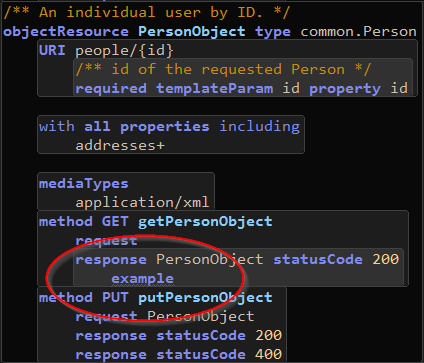 /** An individual user by ID. */
objectResource PersonObject type common.Person
URI people/{id}
/** id of the requested Person */
required templateParam id property id
with all properties including
addresses+
mediaTypes
application/xml
method GET getPersonObject
request
response PersonObject statusCode 200
example
method PUT putPersonObject
request PersonObject
response statusCode 200
response statusCode 400